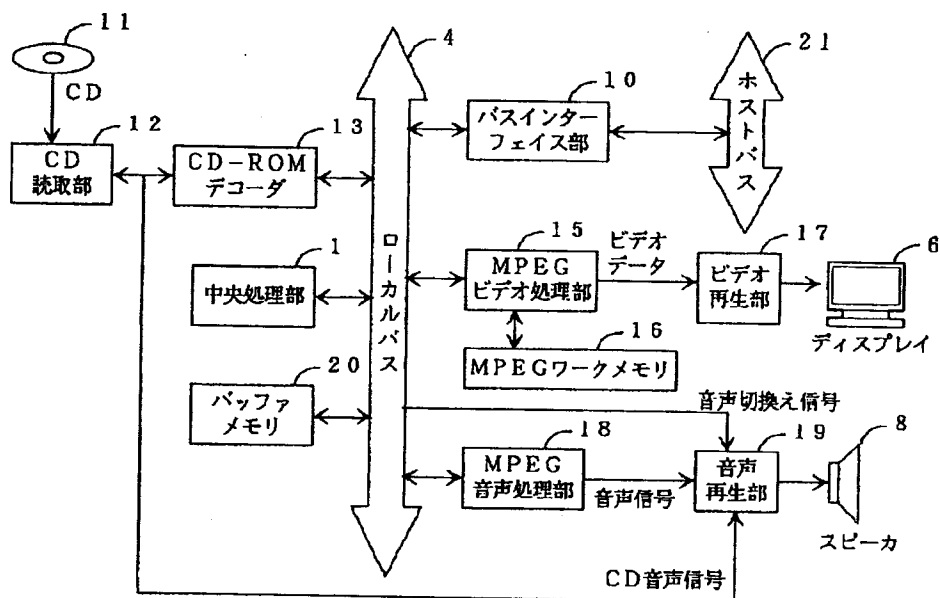 11
4
21
CD
10
12
13
バスインター
フェイス部
ホストバス
CD
読取部
CD-ROM
デコーダ
ローカルバス
1
中央処理部
15
MPEG
ビデオ処理部
ビデオ
データ
17
ビデオ
再生部
6
ディスプレイ
16
MPEGワークメモリ
20
バッファ
メモリ
音声切換え信号
18
MPEG
音声処理部
音声信号
19
音声
再生部
8
スピーカ
CD音声信号